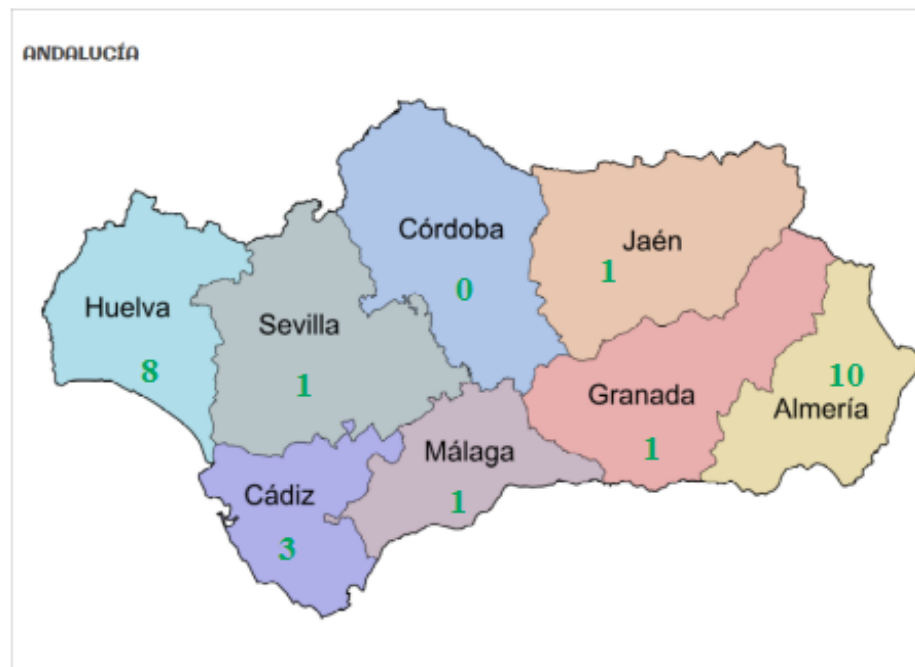 ANDALUCÍA
Córdoba
0
Jaén
1
Huelva
8
Sevilla
1
Granada
1
10
Almería
Málaga
1
Cádiz
3